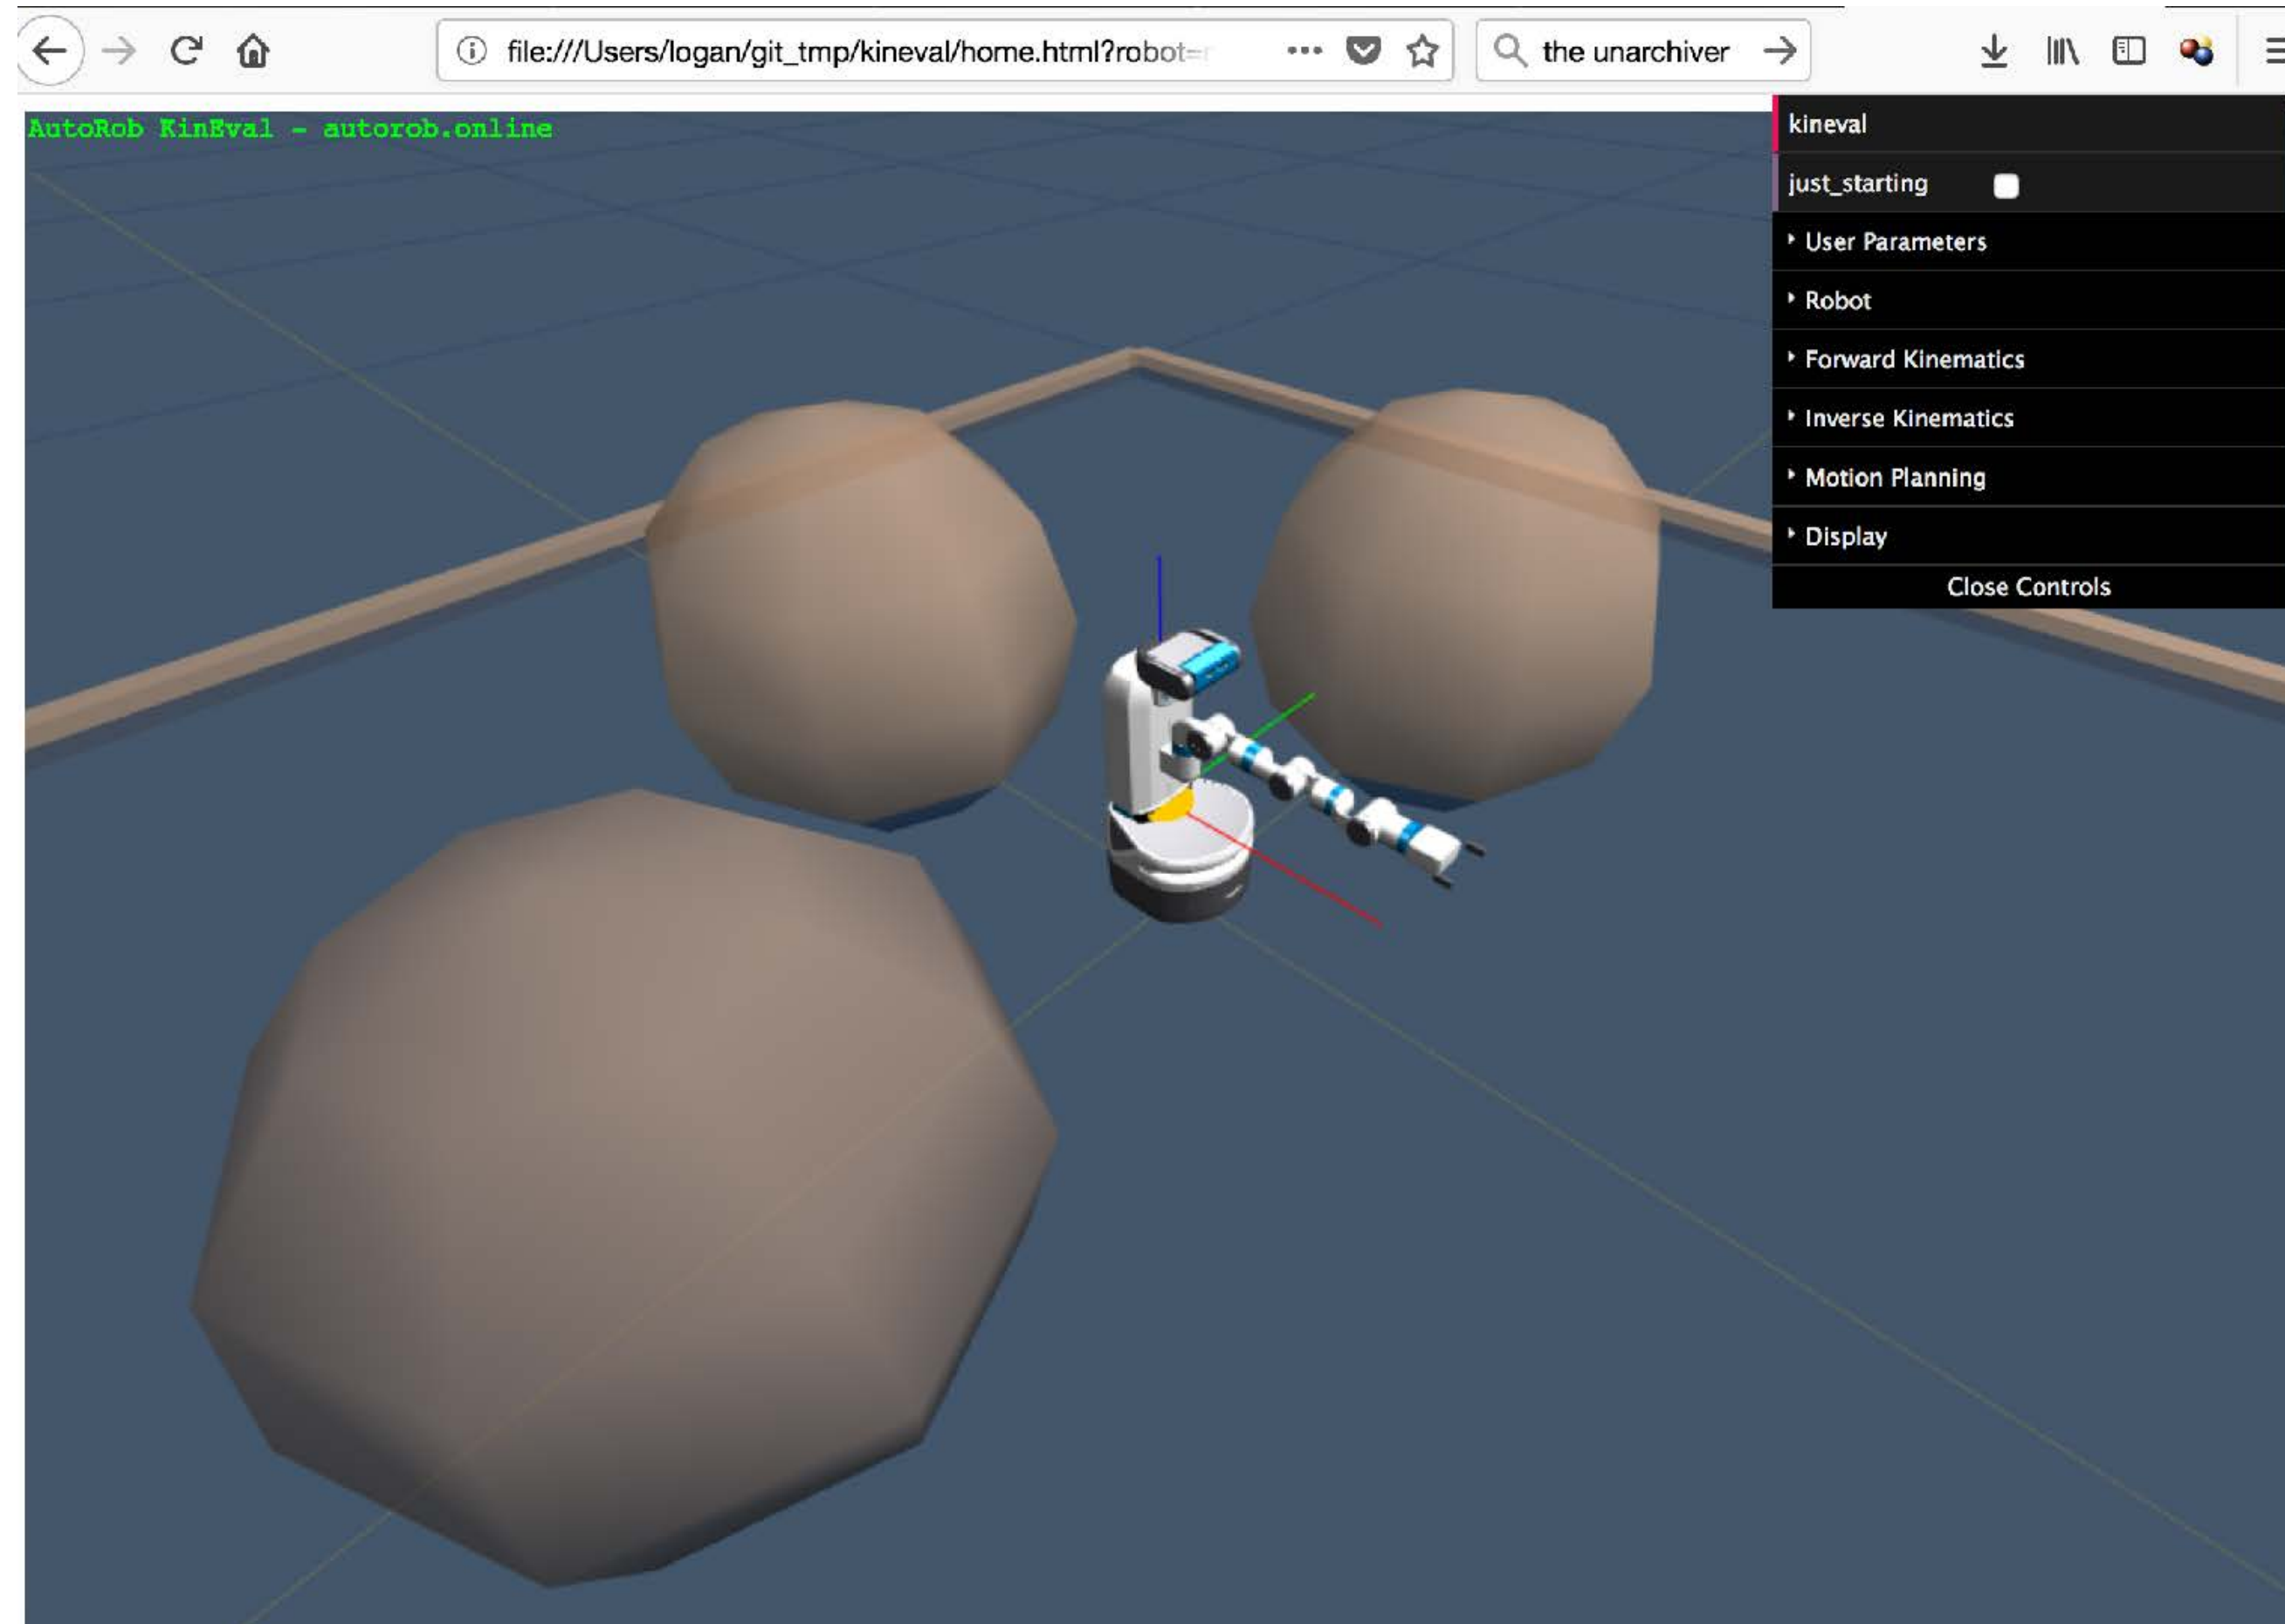 file:///Users/logan/git_tmp/kineval/home.html?robot=
the unarchiver
AutoRob KinEval - autorob.online
kineval
just_starting
User Parameters
Robot
Forward Kinematics
Inverse Kinematics
Motion Planning
Display
Close Controls